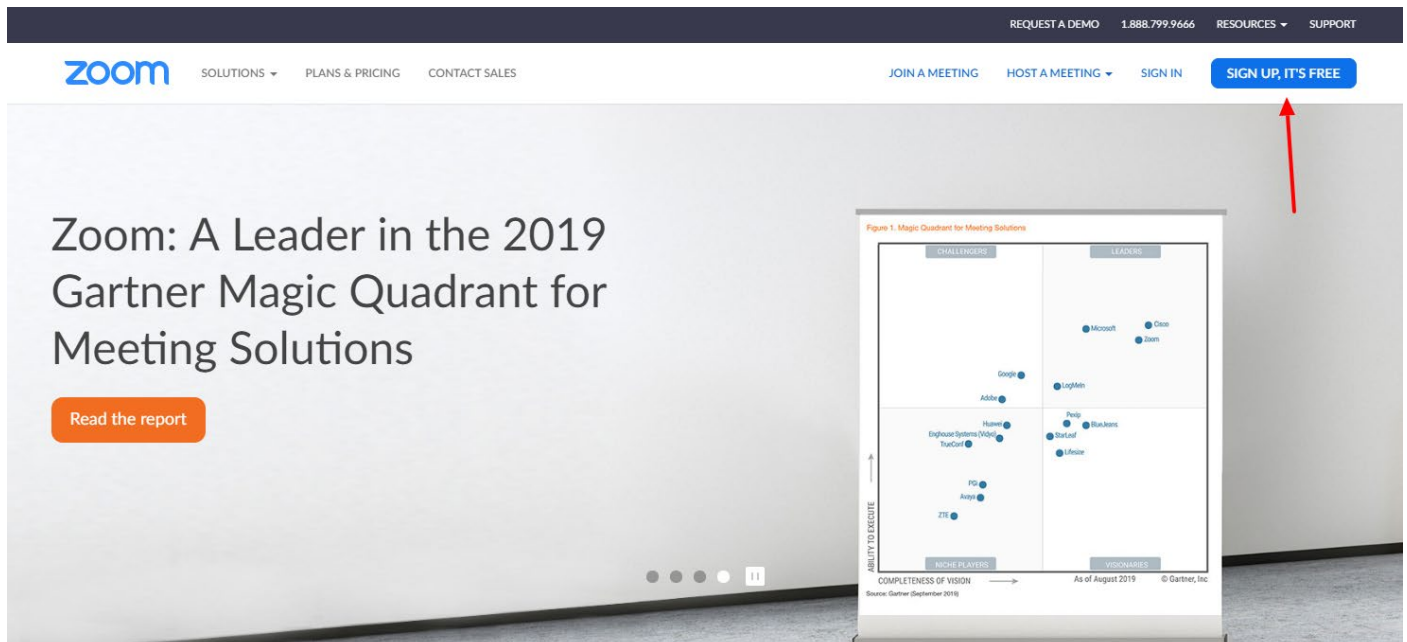 REQUEST A DEMO 1.888.799.9666 RESOURCES SUPPORT
zoom SOLUTIONS PLANS & PRICING CONTACT SALES JOIN A MEETING HOST A MEETING SIGN IN SIGN UP, IT'S FREE
Zoom: A Leader in the 2019
Gartner Magic Quadrant for
Meeting Solutions
Read the report
Figure 1. Magic Quadrant for Meeting Solutions
CHALLENGERS LEADERS
Microsoft Cisco
Zoom
Google
LogMeIn
Adobe
Pexip
Huawei BlueJeans
Enghouse Systems (Vidyo) StarLeaf
TrueConf
Lifesize
PGi
Avaya
ZTE
ABILITY TO EXECUTE
NICHE PLAYERS VISIONARIES
COMPLETENESS OF VISION As of August 2019 © Gartner, Inc
Source: Gartner (September 2019)